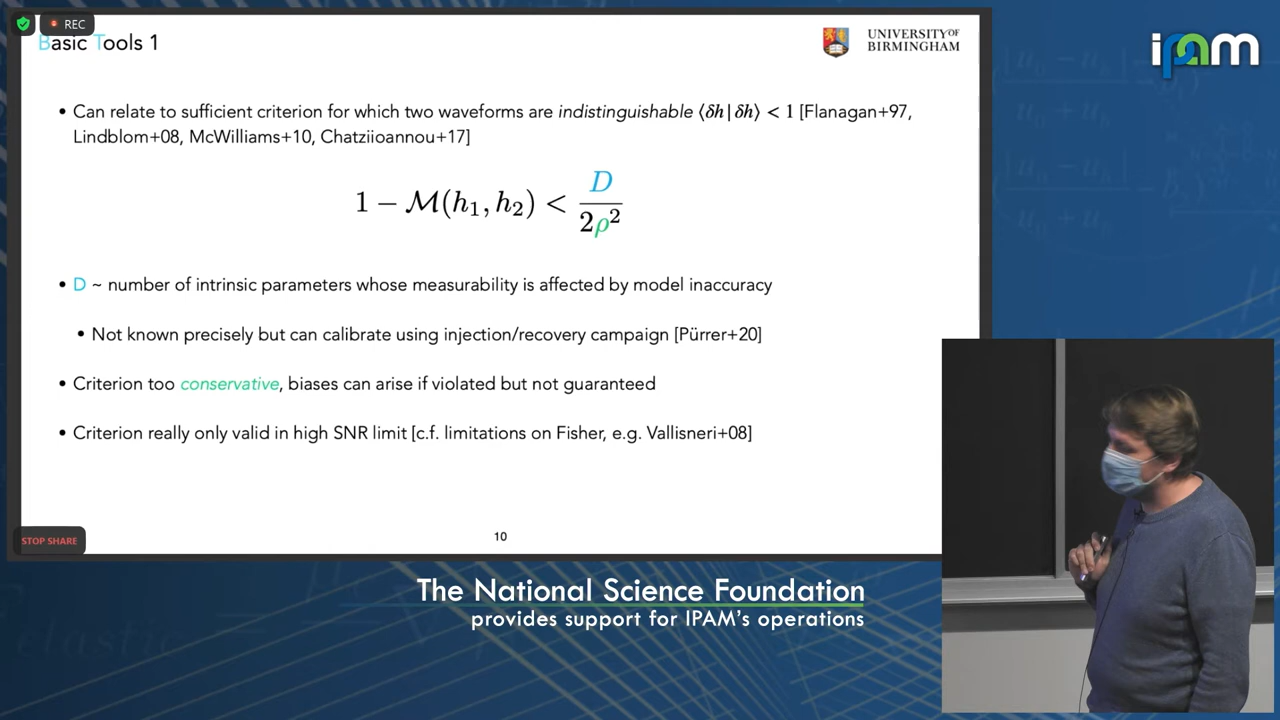 REC
Basic Tools 1
UNIVERSITY OF
BIRMINGHAM
ipam
• Can relate to sufficient criterion for which two waveforms are indistinguishable ⟨δh | δh⟩ < 1 [Flanagan+97,
Lindblom+08, McWilliams+10, Chatziioannou+17]
1 − M(h₁, h₂) < D / 2ρ²
• D ~ number of intrinsic parameters whose measurability is affected by model inaccuracy
• Not known precisely but can calibrate using injection/recovery campaign [Pürrer+20]
• Criterion too conservative, biases can arise if violated but not guaranteed
• Criterion really only valid in high SNR limit [c.f. limitations on Fisher, e.g. Vallisneri+08]
10
STOP SHARE
The National Science Foundation
provides support for IPAM's operations
elastic